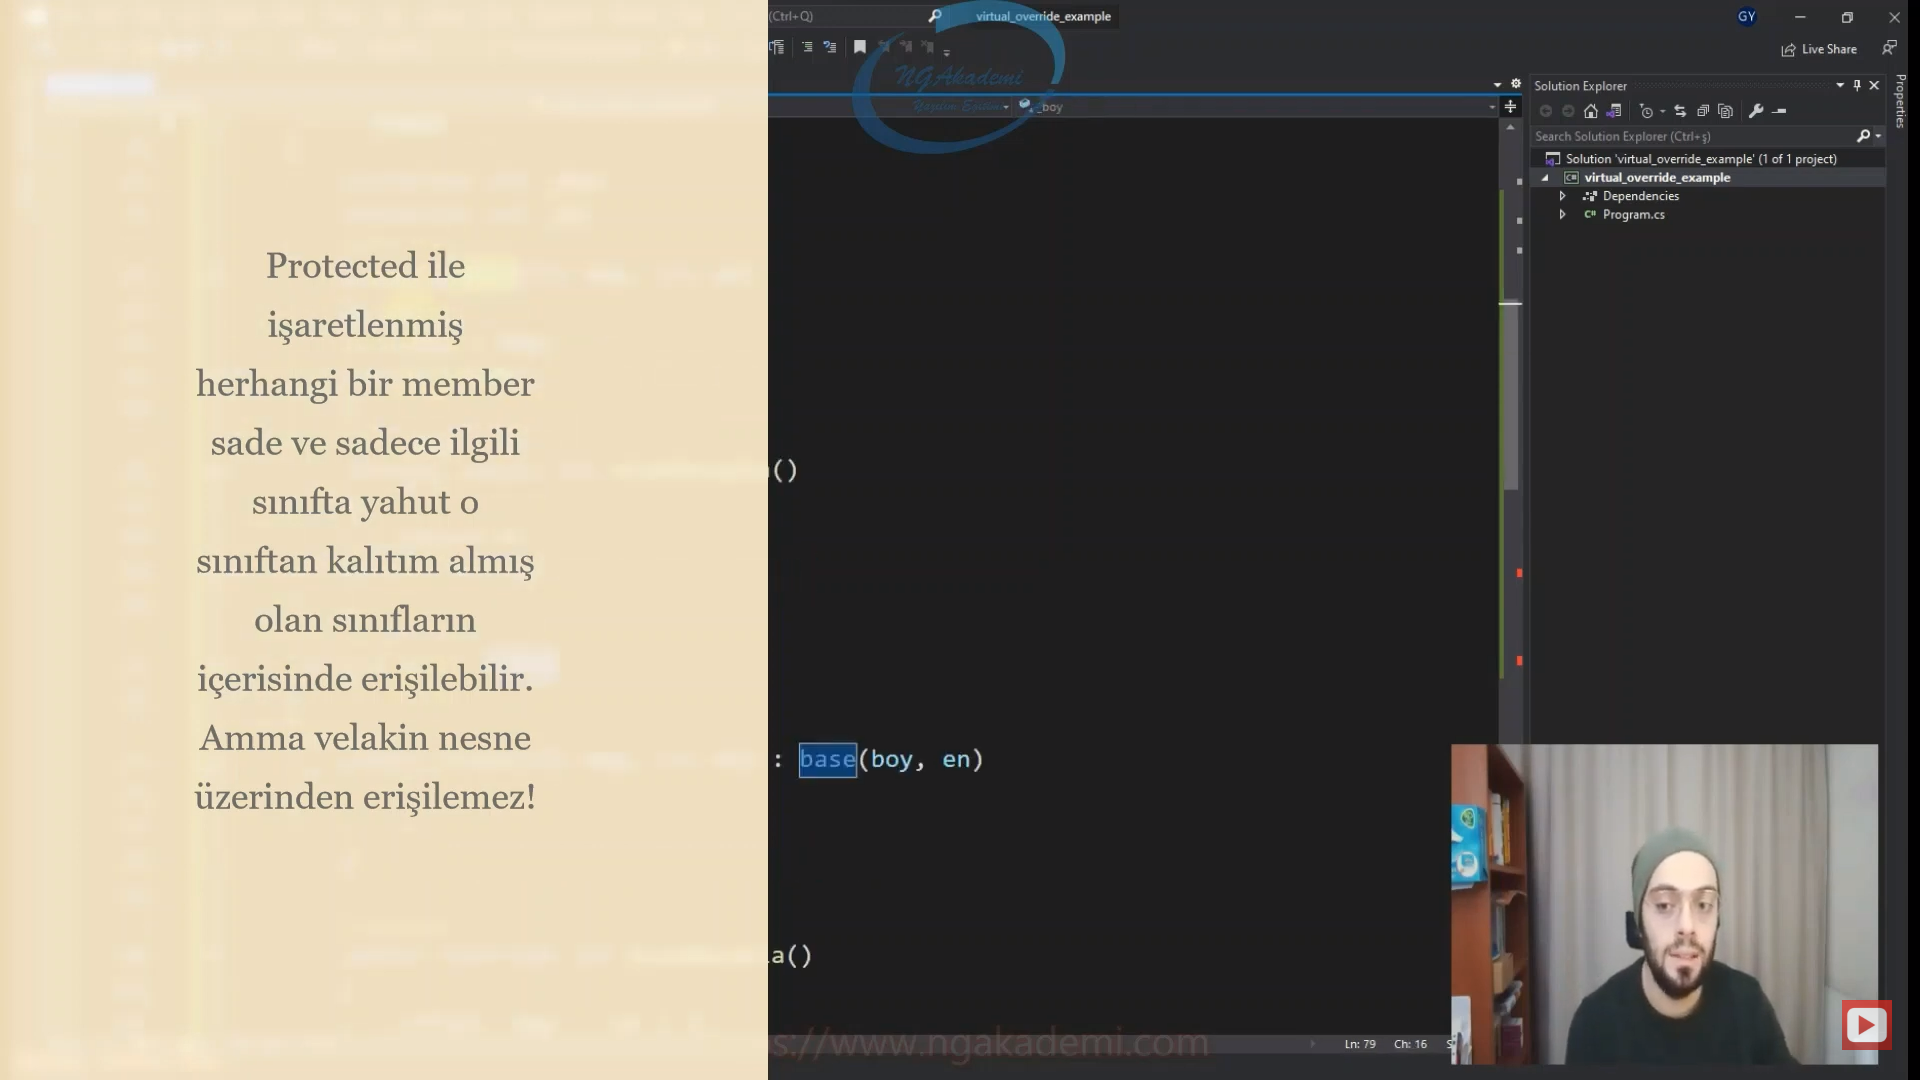 (Ctrl+Q)
virtual_override_example
GY
Live Share
NGAkademi
Yazılım Eğitim
_boy
Properties
Solution Explorer
Search Solution Explorer (Ctrl+ş)
Solution 'virtual_override_example' (1 of 1 project)
virtual_override_example
Dependencies
C# Program.cs
Protected ile
işaretlenmiş
herhangi bir member
sade ve sadece ilgili
sınıfta yahut o
sınıftan kalıtım almış
olan sınıfların
içerisinde erişilebilir.
Amma velakin nesne
üzerinden erişilemez!
()
: base(boy, en)
a()
s://www.ngakademi.com
Ln: 79 Ch: 16